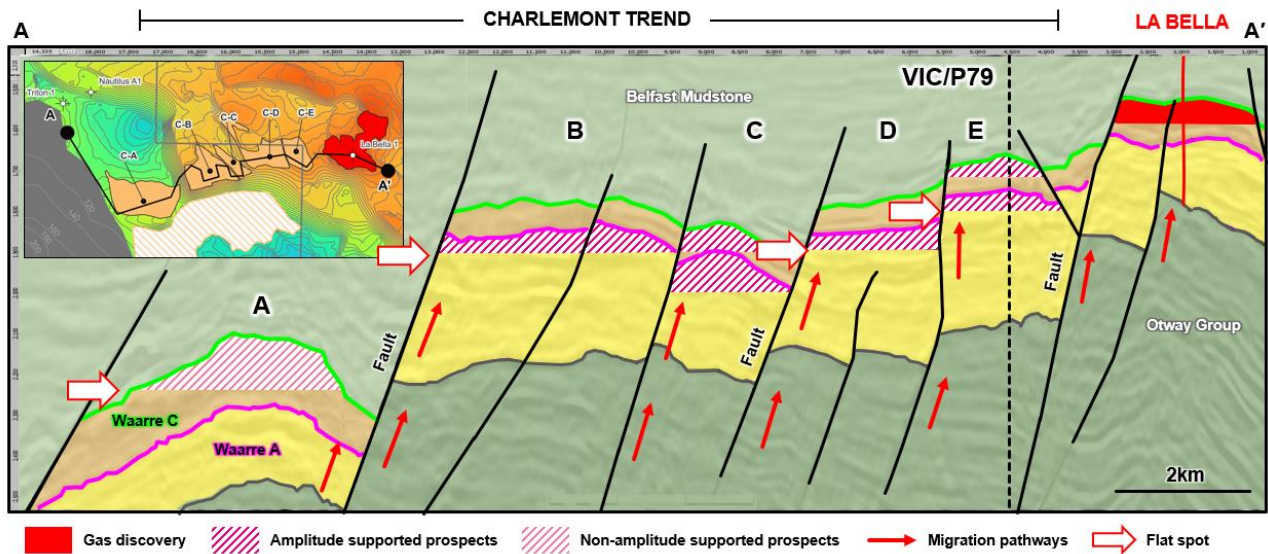 CHARLEMONT TREND
LA BELLA
A
A'
VIC/P79
Belfast Mudstone
Nautilus A1
Triton 1
A
C-B
C-C
C-D
C-E
C-A
La Bella 1
A'
B
C
D
E
A
Fault
Fault
Fault
Otway Group
Waarre C
Waarre A
2km
Gas discovery
Amplitude supported prospects
Non-amplitude supported prospects
Migration pathways
Flat spot